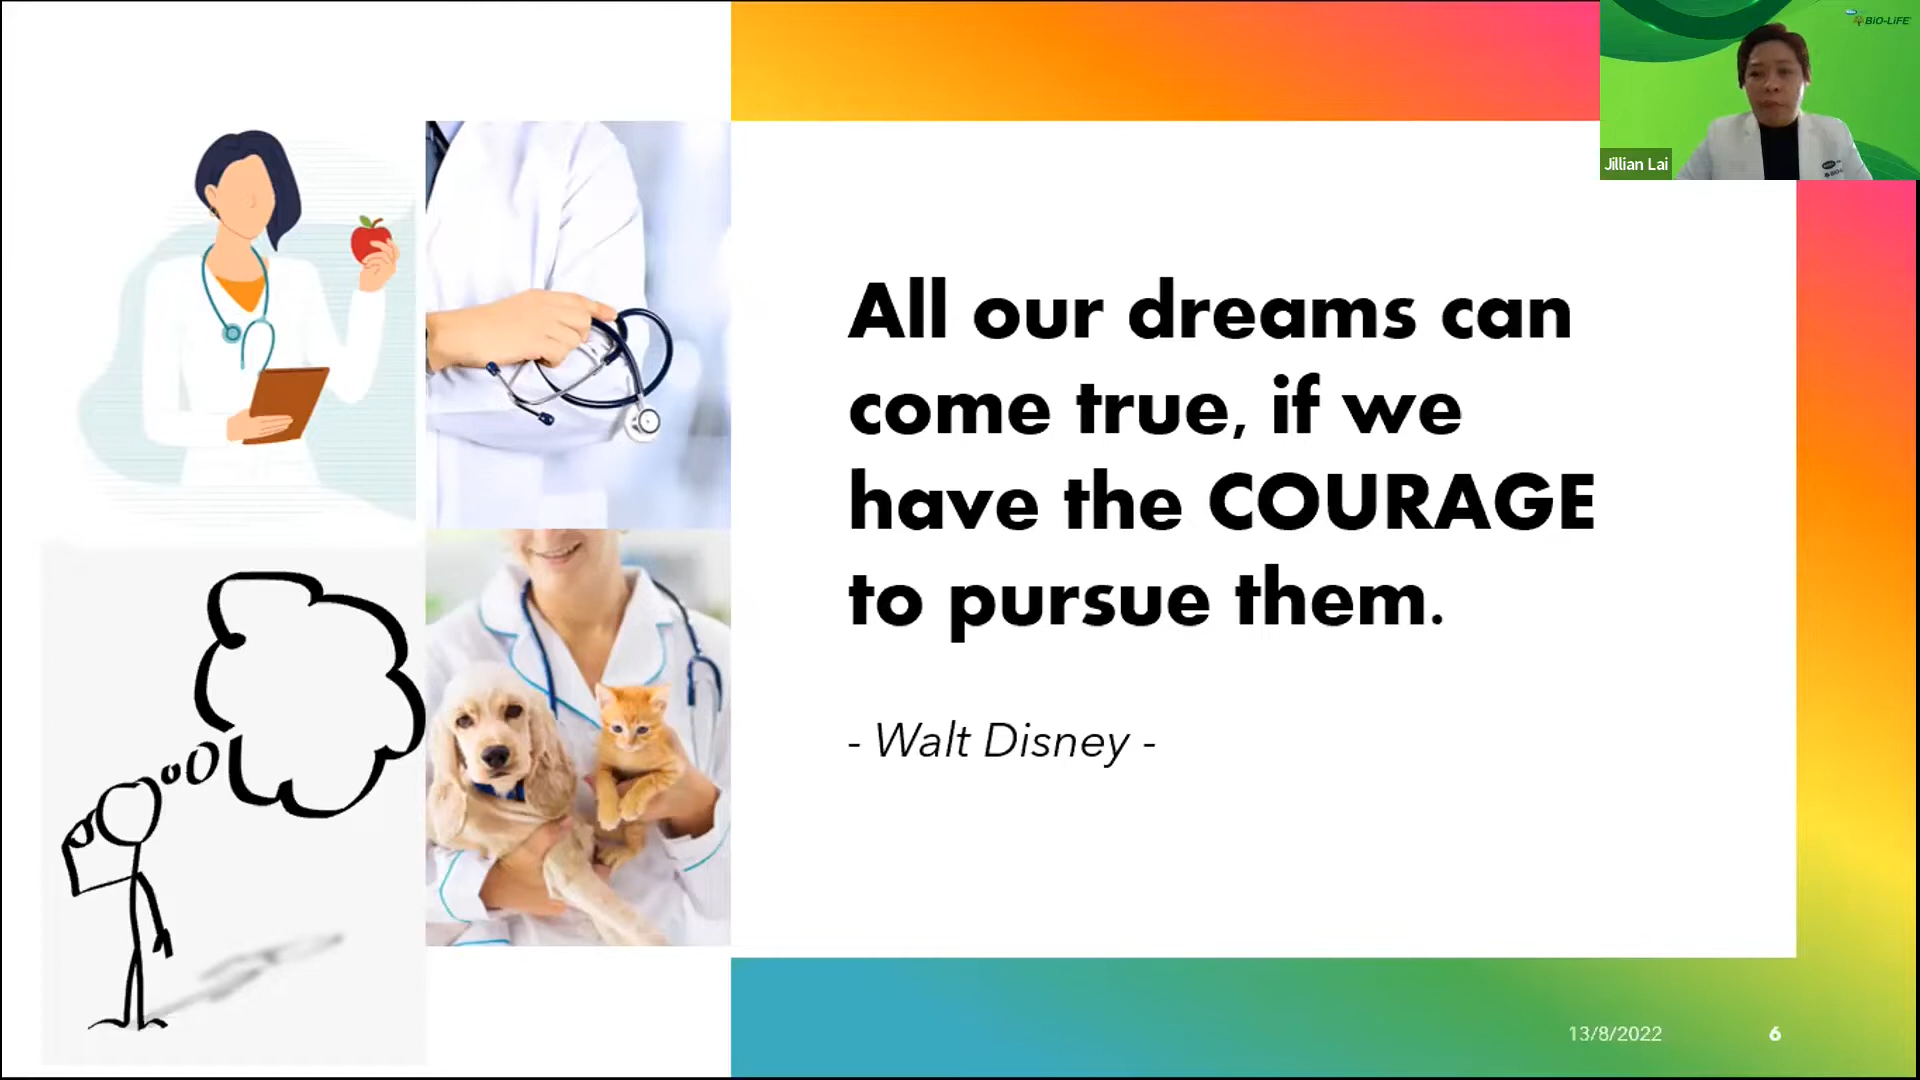 BiO-LiFE
Jillian Lai
All our dreams can
come true, if we
have the COURAGE
to pursue them.
- Walt Disney -
13/8/2022
6